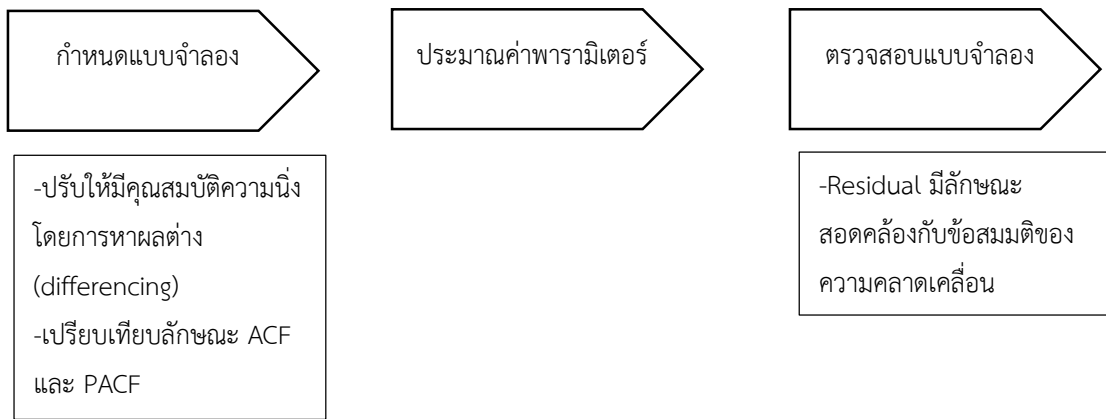 กำหนดแบบจำลอง
ประมาณค่าพารามิเตอร์
ตรวจสอบแบบจำลอง
-ปรับให้มีคุณสมบัติความนิ่ง
โดยการหาผลต่าง
(differencing)
-เปรียบเทียบลักษณะ ACF
และ PACF
-Residual มีลักษณะ
สอดคล้องกับข้อสมมติของ
ความคลาดเคลื่อน